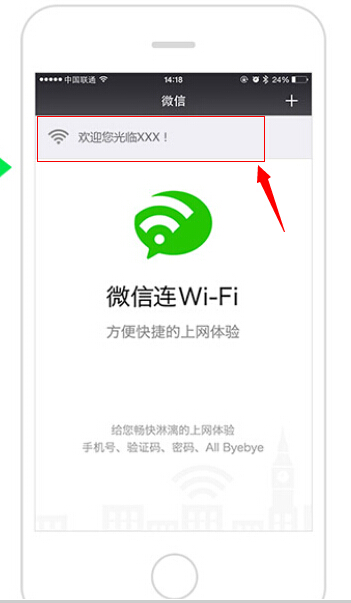 中国联通 14:18 24%
微信
欢迎您光临XXX！
微信连Wi-Fi
方便快捷的上网体验
给您畅快淋漓的上网体验
手机号、验证码、密码、All Byebye